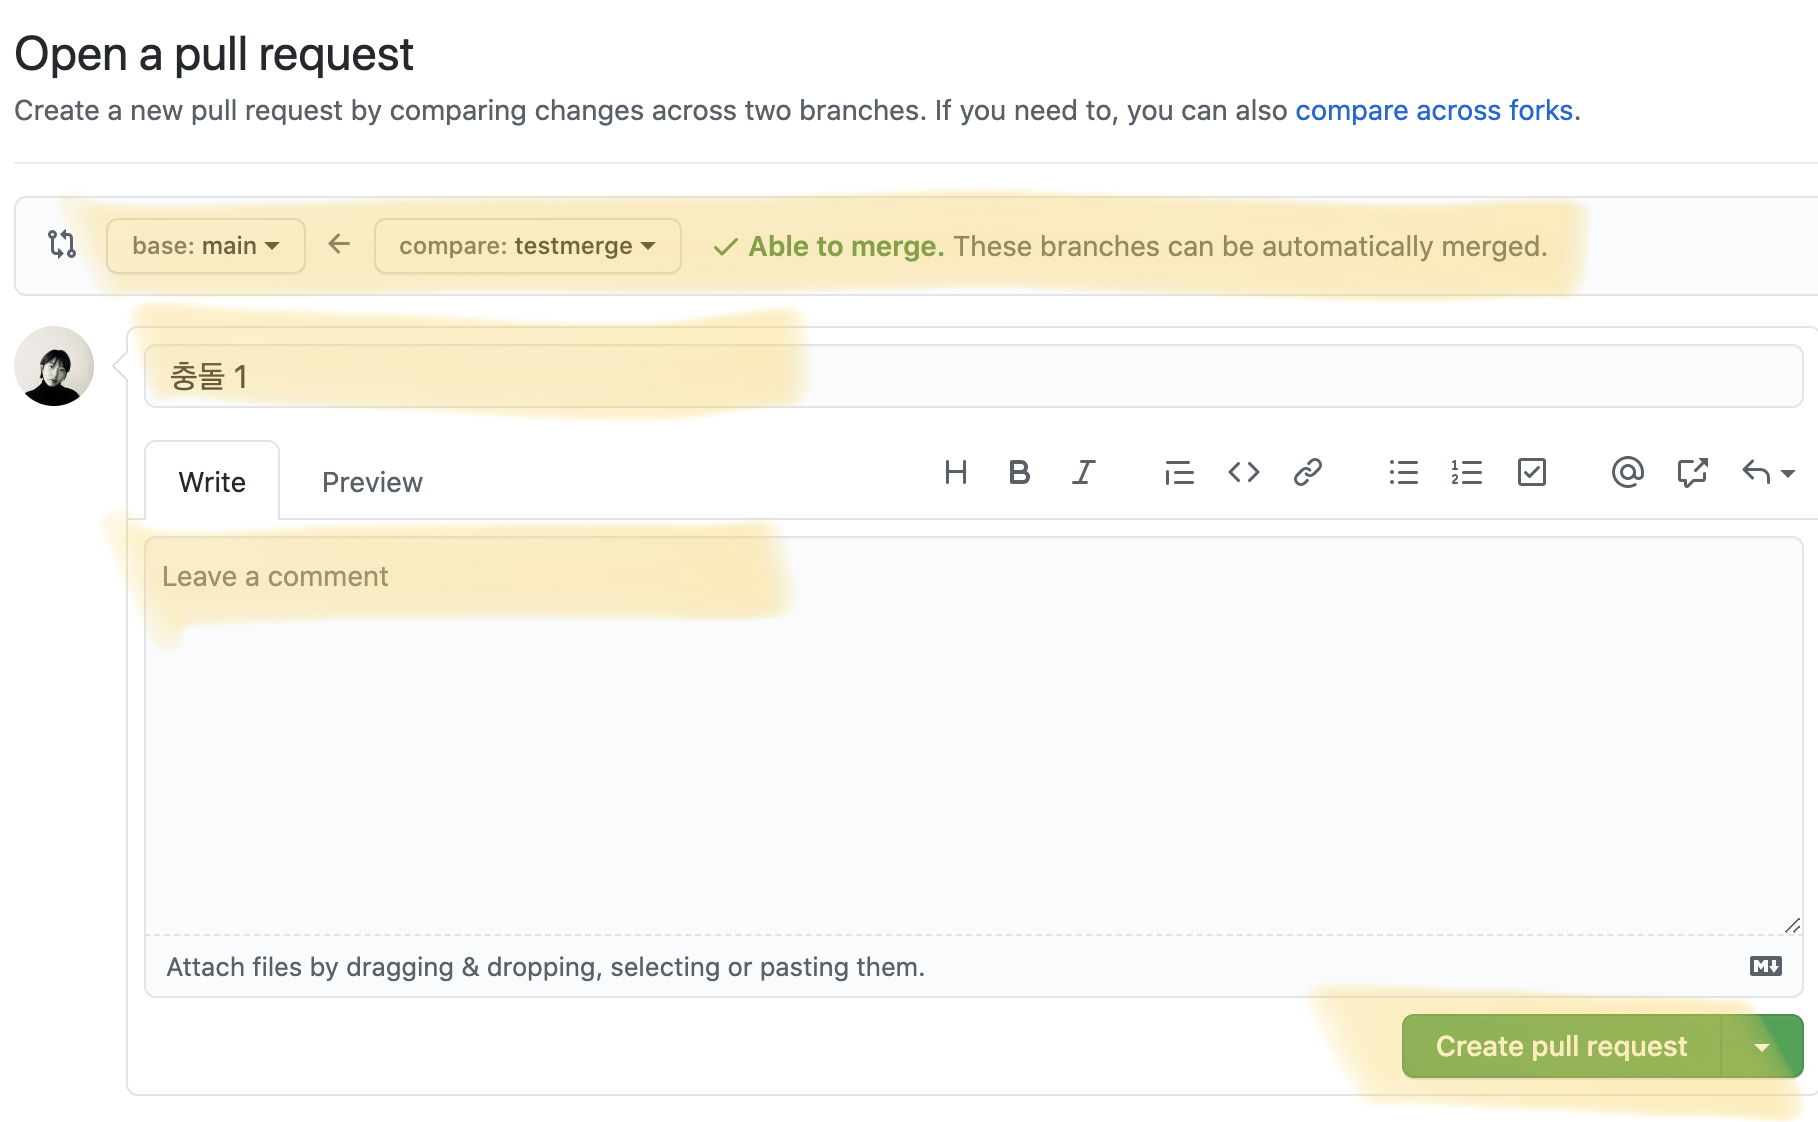 Open a pull request
Create a new pull request by comparing changes across two branches. If you need to, you can also compare across forks.
base: main compare: testmerge Able to merge. These branches can be automatically merged.
충돌 1
Write Preview
Leave a comment
Attach files by dragging & dropping, selecting or pasting them.
Create pull request